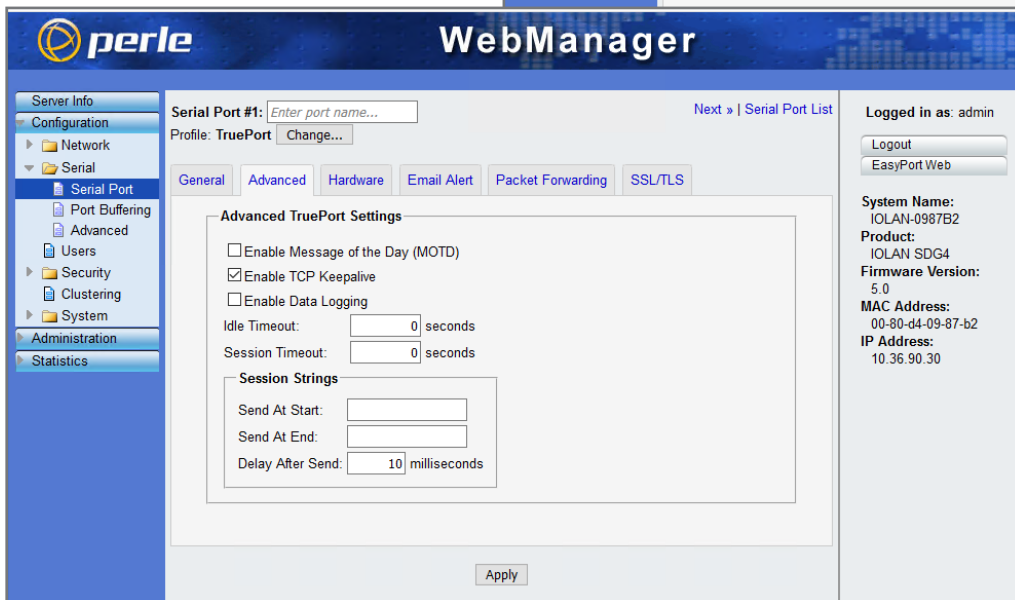 perle
WebManager
Server Info
Configuration
Network
Serial
Serial Port
Port Buffering
Advanced
Users
Security
Clustering
System
Administration
Statistics
Serial Port #1: Enter port name...
Next » | Serial Port List
Profile: TruePort Change...
General Advanced Hardware Email Alert Packet Forwarding SSL/TLS
Advanced TruePort Settings
Enable Message of the Day (MOTD)
Enable TCP Keepalive
Enable Data Logging
Idle Timeout: 0 seconds
Session Timeout: 0 seconds
Session Strings
Send At Start:
Send At End:
Delay After Send: 10 milliseconds
Apply
Logged in as: admin
Logout
EasyPort Web
System Name:
IOLAN-0987B2
Product:
IOLAN SDG4
Firmware Version:
5.0
MAC Address:
00-80-d4-09-87-b2
IP Address:
10.36.90.30